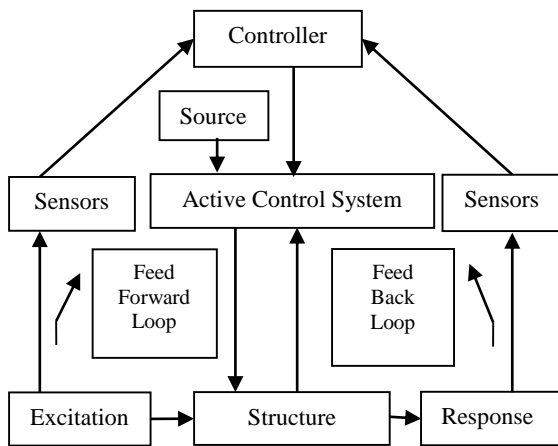 Controller
Source
Sensors
Active Control System
Sensors
Feed
Forward
Loop
Feed
Back
Loop
Excitation
Structure
Response